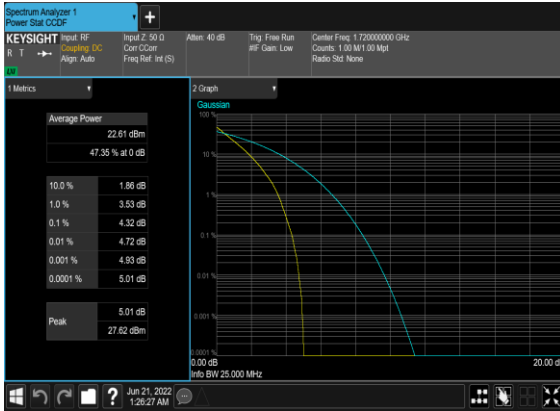 Spectrum Analyzer 1
Power Stat CCDF
+
KEYSIGHT
R T
LXI
Input: RF
Coupling: DC
Align: Auto
Input Z: 50 Ω
Corr CCorr
Freq Ref: Int (S)
Atten: 40 dB
Trig: Free Run
#IF Gain: Low
Center Freq: 1.720000000 GHz
Counts: 1.00 M/1.00 Mpt
Radio Std: None
1 Metrics
Average Power
22.61 dBm
47.35 % at 0 dB
10.0 % 1.86 dB
1.0 % 3.53 dB
0.1 % 4.32 dB
0.01 % 4.72 dB
0.001 % 4.93 dB
0.0001 % 5.01 dB
Peak
5.01 dB
27.62 dBm
2 Graph
Gaussian
100 %
10 %
1 %
0.1 %
0.01 %
0.001 %
0.0001 %
0.00 dB
20.00 d
Info BW 25.000 MHz
?
Jun 21, 2022
1:26:27 AM